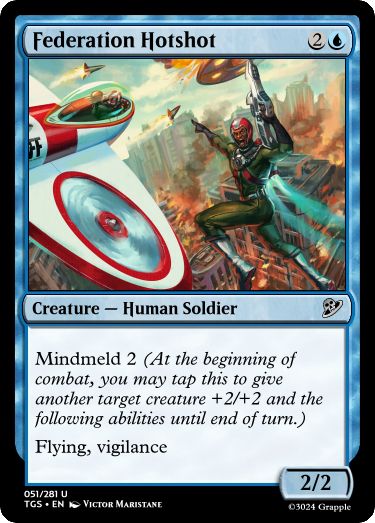 Federation Hotshot 2
FF
Creature — Human Soldier
Mindmeld 2 (At the beginning of
combat, you may tap this to give
another target creature +2/+2 and the
following abilities until end of turn.)
Flying, vigilance
2/2
051/281 U
TGS • EN Victor Maristane
©3024 Grapple